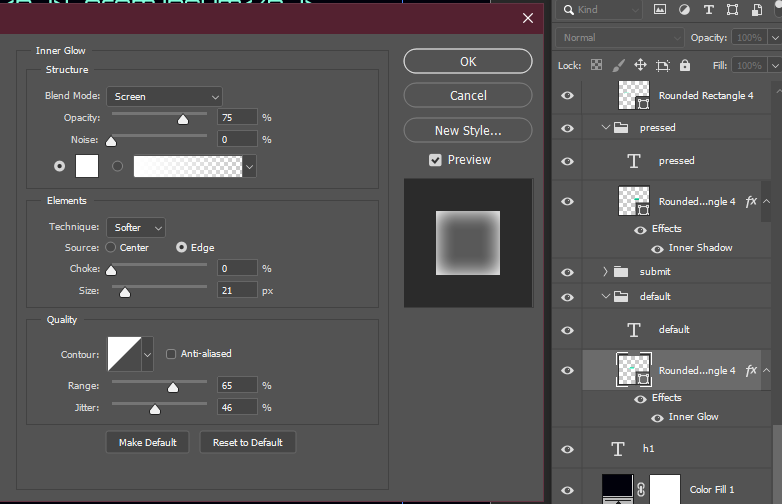 Inner Glow
Structure
Blend Mode: Screen
Opacity: 75 %
Noise: 0 %
Elements
Technique: Softer
Source: Center Edge
Choke: 0 %
Size: 21 px
Quality
Contour: Anti-aliased
Range: 65 %
Jitter: 46 %
Make Default Reset to Default
OK
Cancel
New Style...
Preview
Kind
Normal Opacity: 100%
Lock: Fill: 100%
Rounded Rectangle 4
pressed
pressed
Rounded...ngle 4 fx
Effects
Inner Shadow
submit
default
default
Rounded...ngle 4 fx
Effects
Inner Glow
h1
Color Fill 1